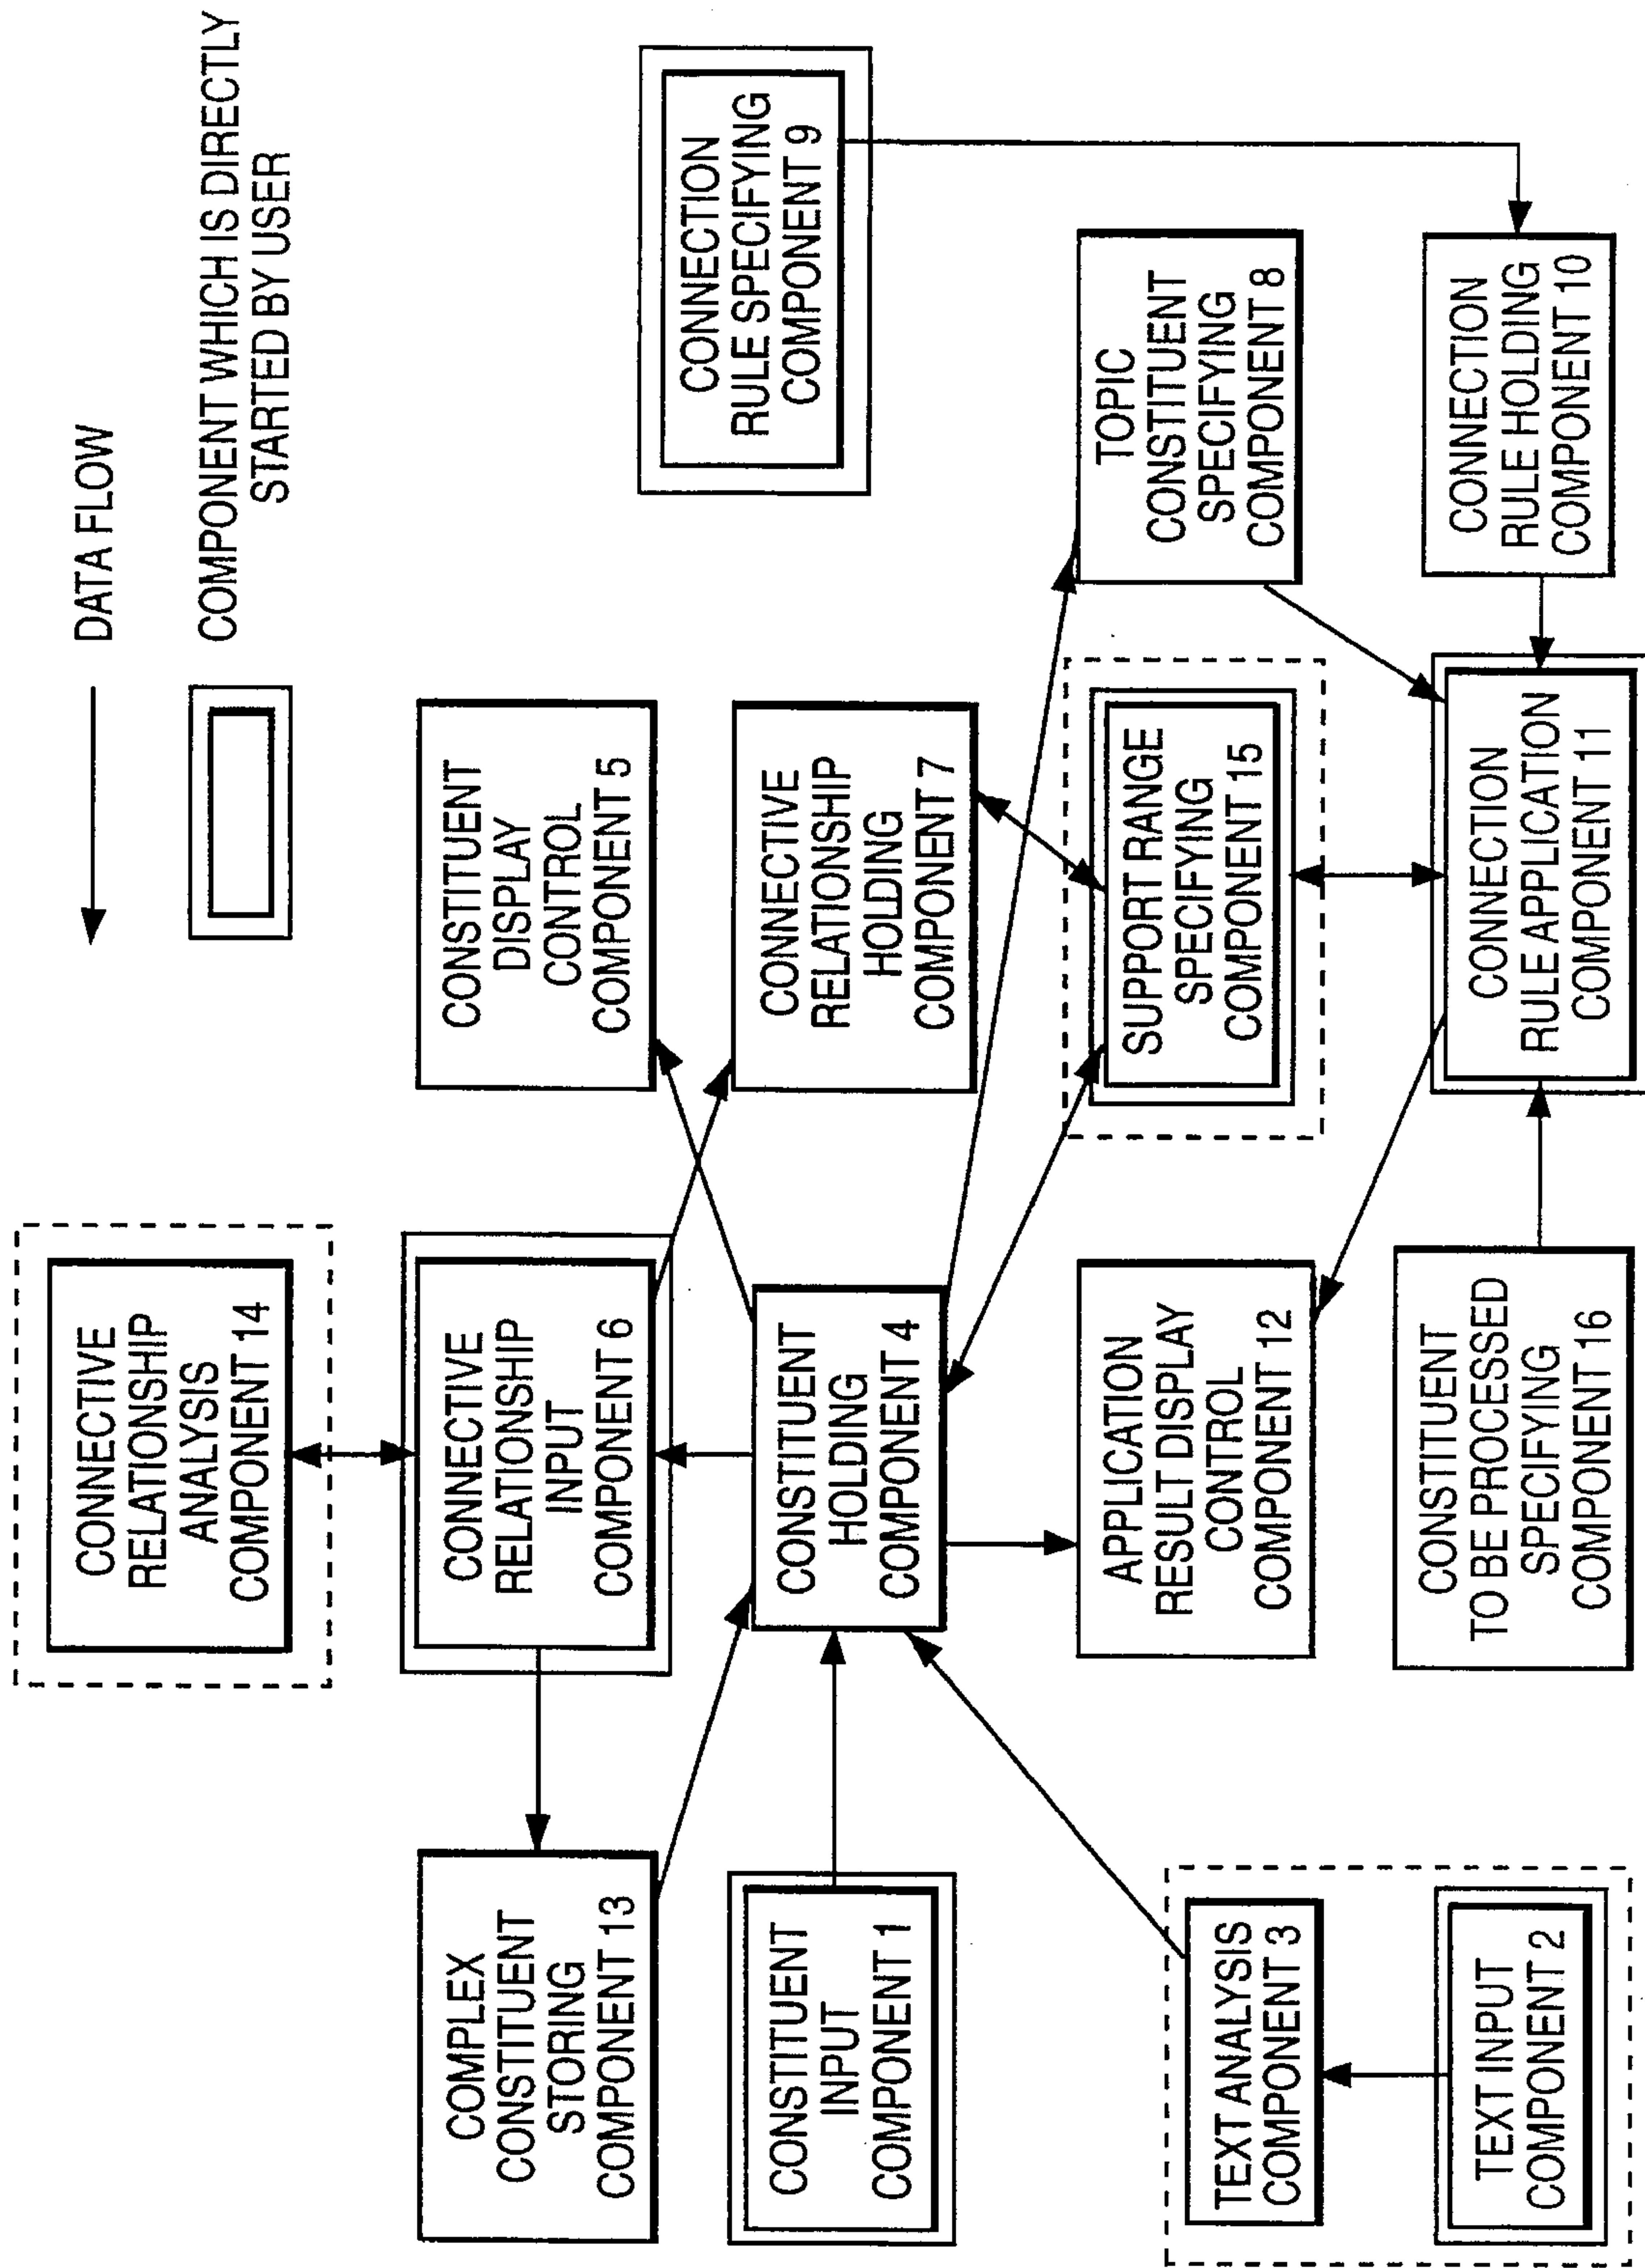 DATA FLOW
COMPONENT WHICH IS DIRECTLY
STARTED BY USER
CONNECTIVE
RELATIONSHIP
ANALYSIS
COMPONENT 14
COMPLEX
CONSTITUENT
STORING
COMPONENT 13
CONNECTIVE
RELATIONSHIP
INPUT
COMPONENT 6
CONSTITUENT
DISPLAY
CONTROL
COMPONENT 5
CONNECTION
RULE SPECIFYING
COMPONENT 9
CONSTITUENT
INPUT
COMPONENT 1
CONSTITUENT
HOLDING
COMPONENT 4
CONNECTIVE
RELATIONSHIP
HOLDING
COMPONENT 7
TEXT ANALYSIS
COMPONENT 3
APPLICATION
RESULT DISPLAY
CONTROL
COMPONENT 12
SUPPORT RANGE
SPECIFYING
COMPONENT 15
TOPIC
CONSTITUENT
SPECIFYING
COMPONENT 8
TEXT INPUT
COMPONENT 2
CONSTITUENT
TO BE PROCESSED
SPECIFYING
COMPONENT 16
CONNECTION
RULE APPLICATION
COMPONENT 11
CONNECTION
RULE HOLDING
COMPONENT 10